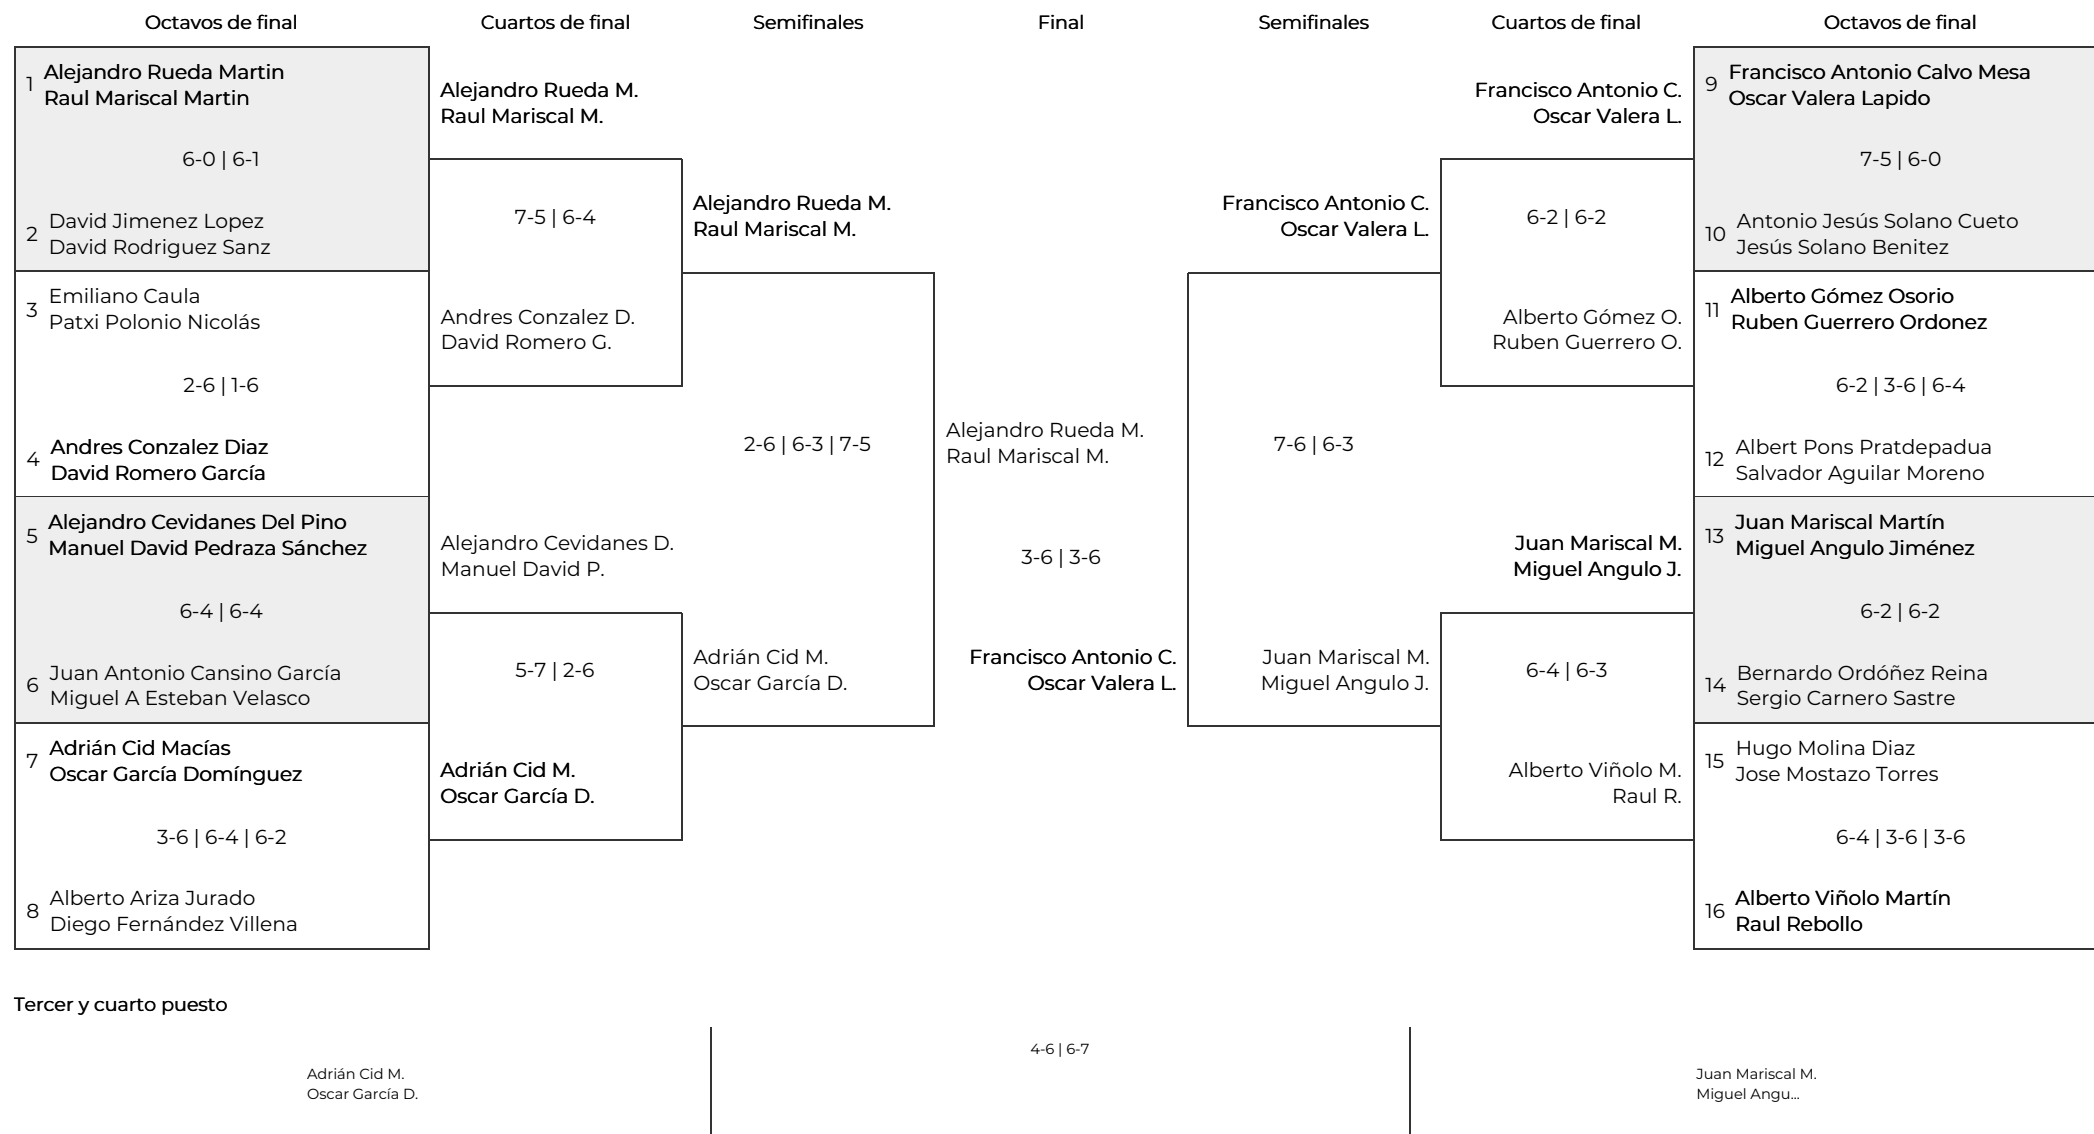 Octavos de final
Cuartos de final
Semifinales
Final
Semifinales
Cuartos de final
Octavos de final
1
Alejandro Rueda Martin
Raul Mariscal Martin
6-0 | 6-1
2
David Jimenez Lopez
David Rodriguez Sanz
3
Emiliano Caula
Patxi Polonio Nicolás
2-6 | 1-6
4
Andres Conzalez Diaz
David Romero García
5
Alejandro Cevidanes Del Pino
Manuel David Pedraza Sánchez
6-4 | 6-4
6
Juan Antonio Cansino García
Miguel A Esteban Velasco
7
Adrián Cid Macías
Oscar García Domínguez
3-6 | 6-4 | 6-2
8
Alberto Ariza Jurado
Diego Fernández Villena
Alejandro Rueda M.
Raul Mariscal M.
7-5 | 6-4
Andres Conzalez D.
David Romero G.
Alejandro Cevidanes D.
Manuel David P.
5-7 | 2-6
Adrián Cid M.
Oscar García D.
Alejandro Rueda M.
Raul Mariscal M.
2-6 | 6-3 | 7-5
Adrián Cid M.
Oscar García D.
Alejandro Rueda M.
Raul Mariscal M.
3-6 | 3-6
Francisco Antonio C.
Oscar Valera L.
Francisco Antonio C.
Oscar Valera L.
7-6 | 6-3
Juan Mariscal M.
Miguel Angulo J.
Francisco Antonio C.
Oscar Valera L.
6-2 | 6-2
Alberto Gómez O.
Ruben Guerrero O.
Juan Mariscal M.
Miguel Angulo J.
6-4 | 6-3
Alberto Viñolo M.
Raul R.
9
Francisco Antonio Calvo Mesa
Oscar Valera Lapido
7-5 | 6-0
10
Antonio Jesús Solano Cueto
Jesús Solano Benitez
11
Alberto Gómez Osorio
Ruben Guerrero Ordonez
6-2 | 3-6 | 6-4
12
Albert Pons Pratdepadua
Salvador Aguilar Moreno
13
Juan Mariscal Martín
Miguel Angulo Jiménez
6-2 | 6-2
14
Bernardo Ordóñez Reina
Sergio Carnero Sastre
15
Hugo Molina Diaz
Jose Mostazo Torres
6-4 | 3-6 | 3-6
16
Alberto Viñolo Martín
Raul Rebollo
Tercer y cuarto puesto
Adrián Cid M.
Oscar García D.
4-6 | 6-7
Juan Mariscal M.
Miguel Angu...